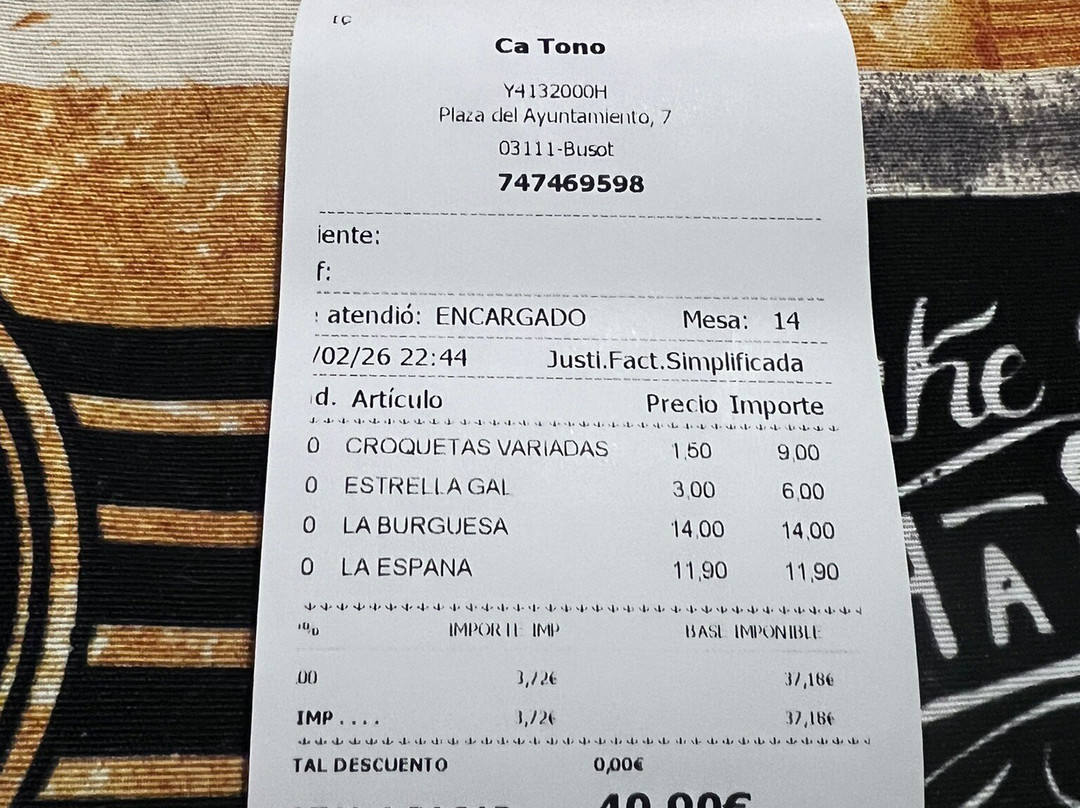 Ca Tono
Y4132000H
Plaza del Ayuntamiento, 7
03111-Busot
747469598
iente:
f:
atendió: ENCARGADO Mesa: 14
/02/26 22:44 Justi.Fact.Simplificada
d. Artículo Precio Importe
0 CROQUETAS VARIADAS 1,50 9,00
0 ESTRELLA GAL 3,00 6,00
0 LA BURGUESA 14,00 14,00
0 LA ESPANA 11,90 11,90
% IMPORTE IMP BASE IMPONIBLE
.00 3,72€ 37,18€
IMP.... 3,72€ 37,18€
TAL DESCUENTO 0,00€
40,90€